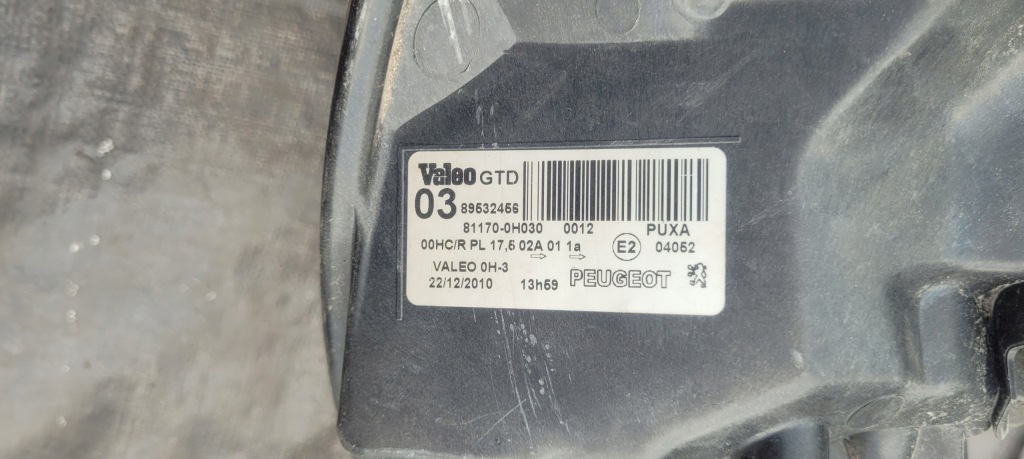 Valeo GTD
03 89532456
81170-0H030 0012 PUXA
00HC/R PL 17,5 02A 01 1a E2 04052
VALEO 0H-3
22/12/2010 13h59 PEUGEOT